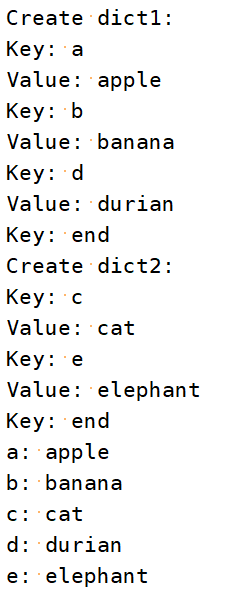 Create dict1:
Key: a
Value: apple
Key: b
Value: banana
Key: d
Value: durian
Key: end
Create dict2:
Key: c
Value: cat
Key: e
Value: elephant
Key: end
a: apple
b: banana
c: cat
d: durian
e: elephant